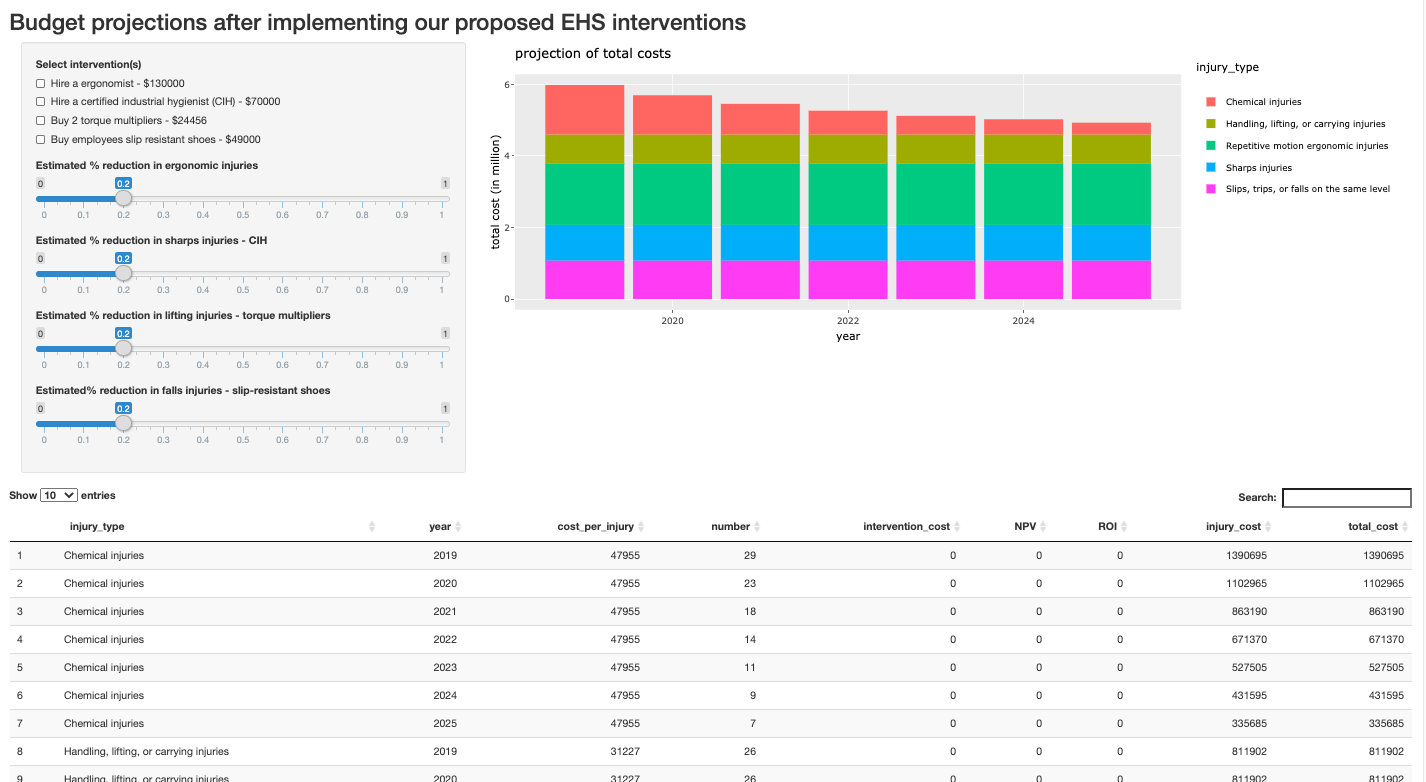 Budget projections after implementing our proposed EHS interventions
Select intervention(s)
Hire a ergonomist - $130000
Hire a certified industrial hygienist (CIH) - $70000
Buy 2 torque multipliers - $24456
Buy employees slip resistant shoes - $49000
Estimated % reduction in ergonomic injuries
0 0.2 1
0 0.1 0.2 0.3 0.4 0.5 0.6 0.7 0.8 0.9 1
Estimated % reduction in sharps injuries - CIH
0 0.2 1
0 0.1 0.2 0.3 0.4 0.5 0.6 0.7 0.8 0.9 1
Estimated % reduction in lifting injuries - torque multipliers
0 0.2 1
0 0.1 0.2 0.3 0.4 0.5 0.6 0.7 0.8 0.9 1
Estimated% reduction in falls injuries - slip-resistant shoes
0 0.2 1
0 0.1 0.2 0.3 0.4 0.5 0.6 0.7 0.8 0.9 1
projection of total costs
total cost (in million)
6
4
2
0
2020 2022 2024
year
injury_type
Chemical injuries
Handling, lifting, or carrying injuries
Repetitive motion ergonomic injuries
Sharps injuries
Slips, trips, or falls on the same level
Show 10 entries
Search:
injury_type year cost_per_injury number intervention_cost NPV ROI injury_cost total_cost
1 Chemical injuries 2019 47955 29 0 0 0 1390695 1390695
2 Chemical injuries 2020 47955 23 0 0 0 1102965 1102965
3 Chemical injuries 2021 47955 18 0 0 0 863190 863190
4 Chemical injuries 2022 47955 14 0 0 0 671370 671370
5 Chemical injuries 2023 47955 11 0 0 0 527505 527505
6 Chemical injuries 2024 47955 9 0 0 0 431595 431595
7 Chemical injuries 2025 47955 7 0 0 0 335685 335685
8 Handling, lifting, or carrying injuries 2019 31227 26 0 0 0 811902 811902
9 Handling, lifting, or carrying injuries 2020 31227 26 0 0 0 811902 811902